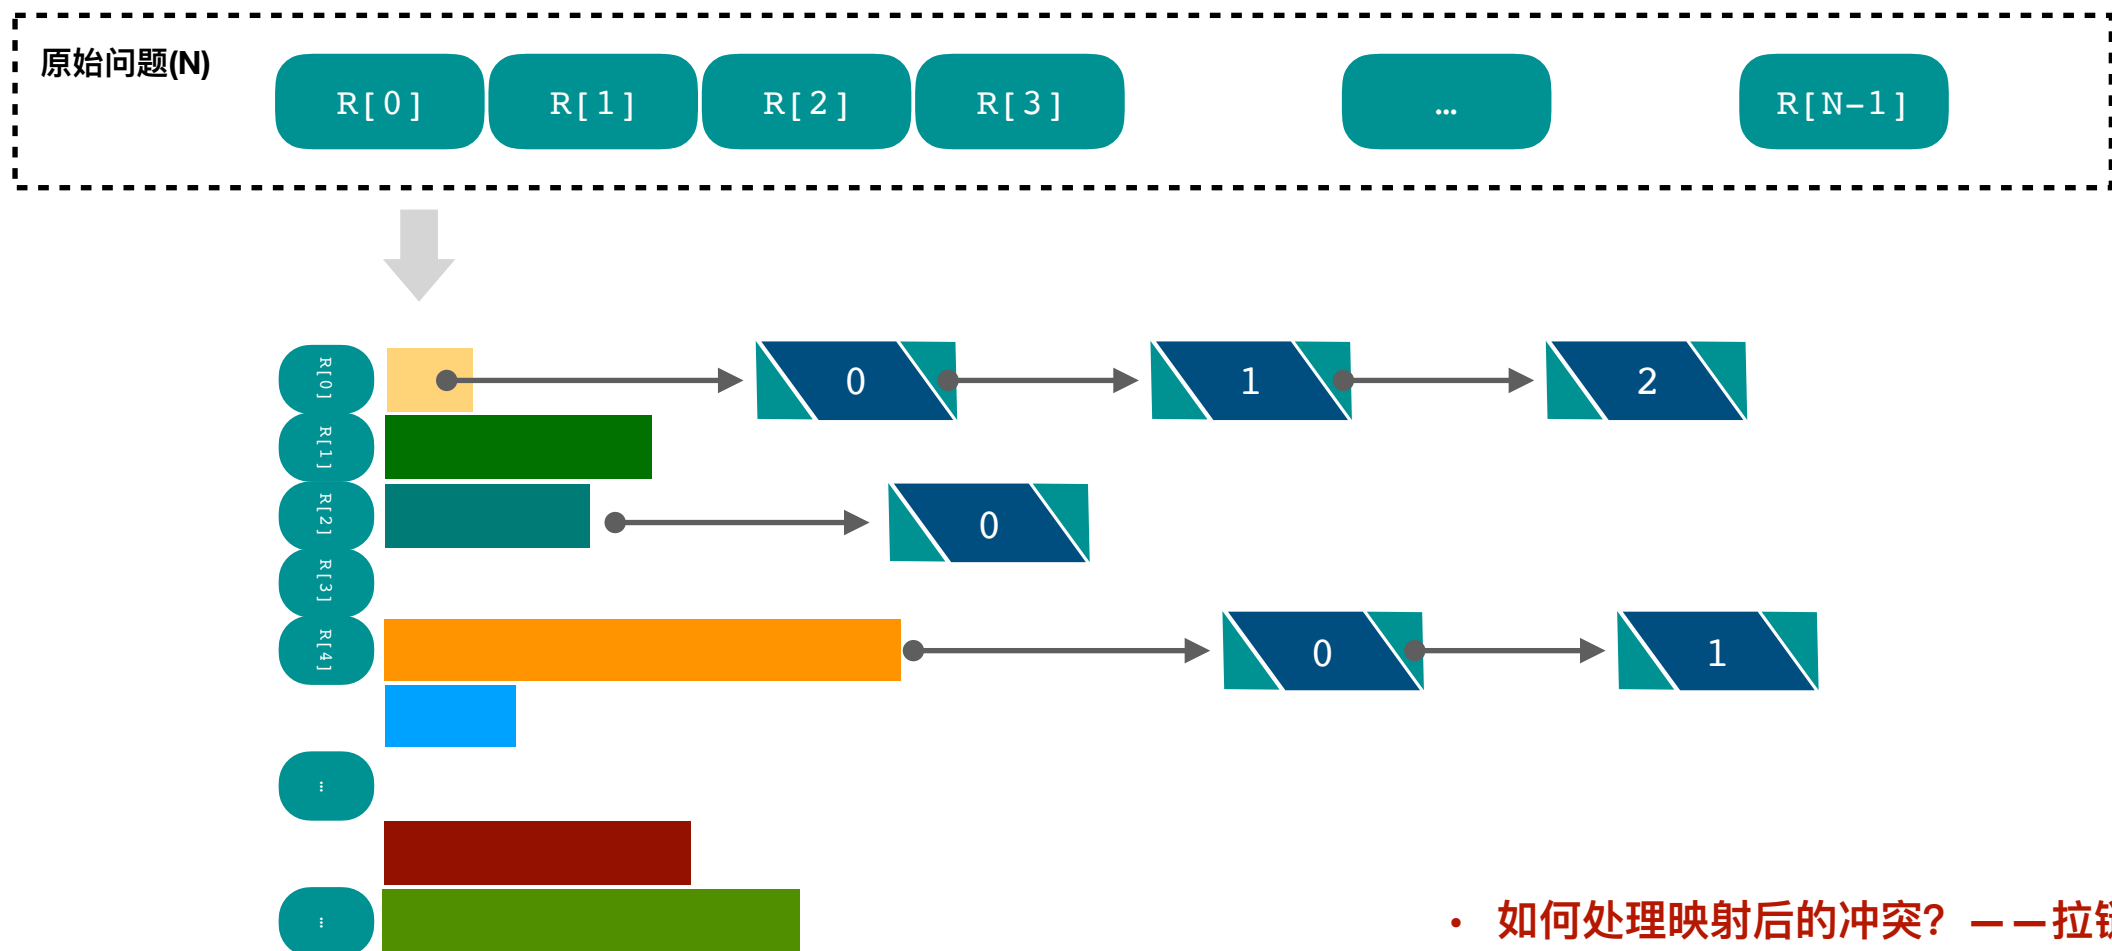 原始问题(N)
R[0] R[1] R[2] R[3] … R[N-1]
R[0] 0 1 2
R[1]
R[2] 0
R[3]
R[4] 0 1
…
…
• 如何处理映射后的冲突？——拉